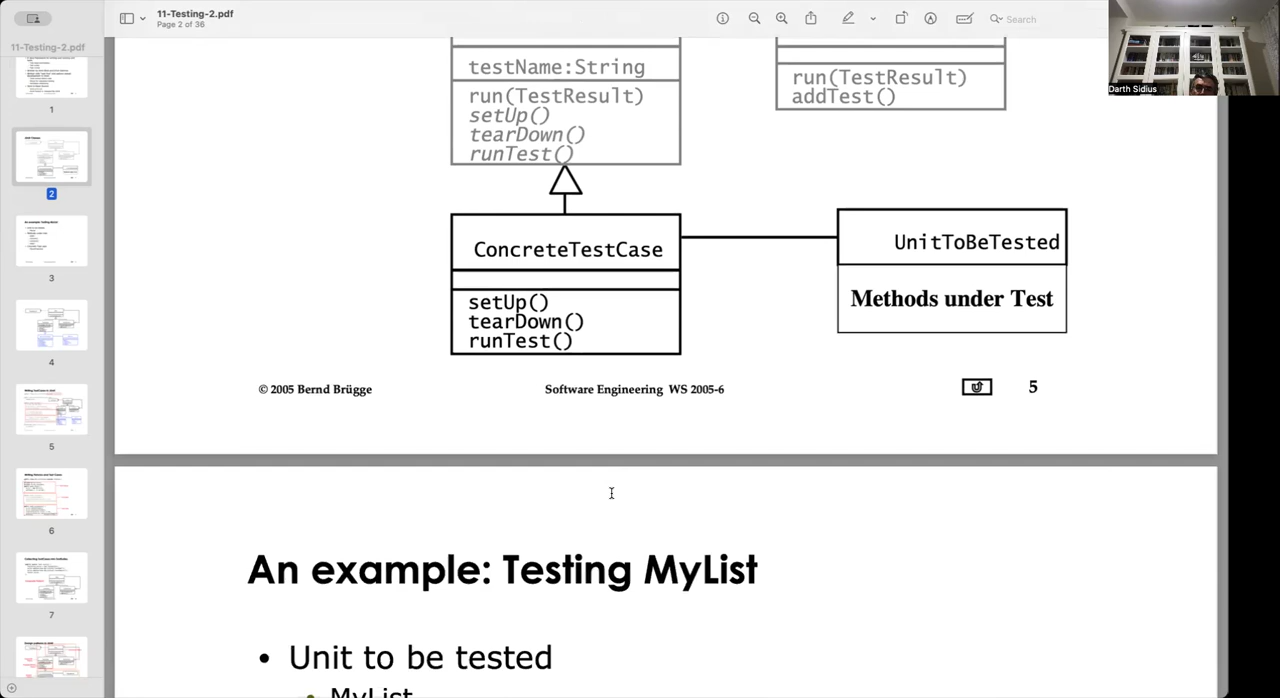 11-Testing-2.pdf
Page 2 of 36
Search
Darth Sidius
11-Testing-2.pdf
1
2
3
4
5
6
7
testName:String
run(TestResult)
setUp()
tearDown()
runTest()
run(TestResult)
addTest()
ConcreteTestCase
setUp()
tearDown()
runTest()
UnitToBeTested
Methods under Test
© 2005 Bernd Brügge
Software Engineering WS 2005-6
5
An example: Testing MyList
• Unit to be tested
• MyList